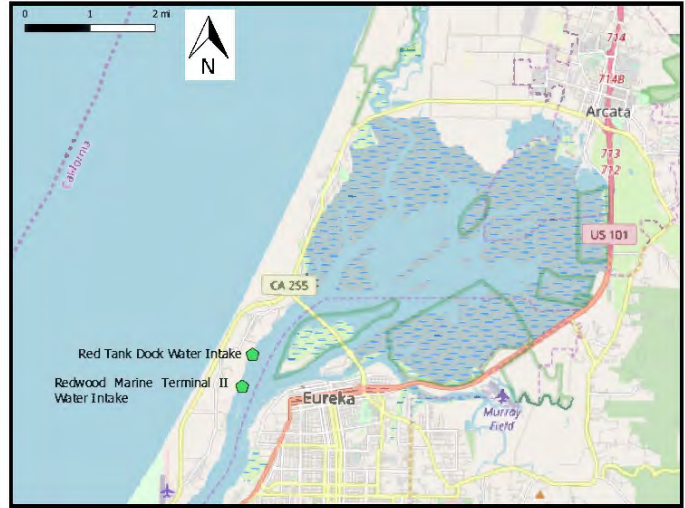 0 1 2 mi
N
714
714B
Arcata
California
713
712
US 101
CA 255
Red Tank Dock Water Intake
Redwood Marine Terminal II
Water Intake
Eureka
Murray
Field